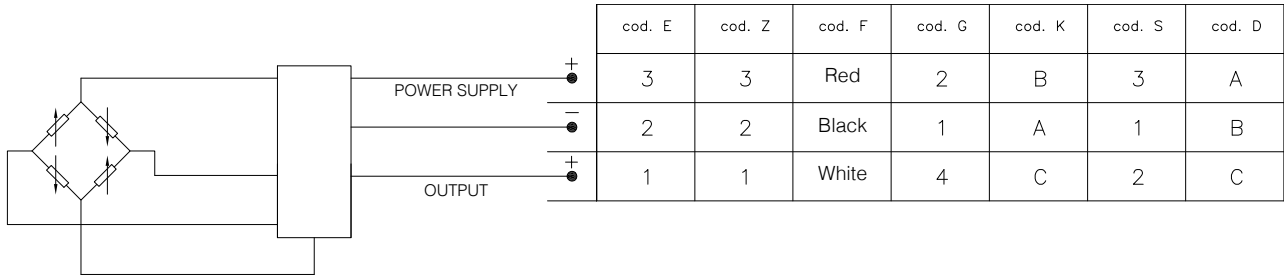 cod. E cod. Z cod. F cod. G cod. K cod. S cod. D
+ 3 3 Red 2 B 3 A
POWER SUPPLY
− 2 2 Black 1 A 1 B
+ 1 1 White 4 C 2 C
OUTPUT